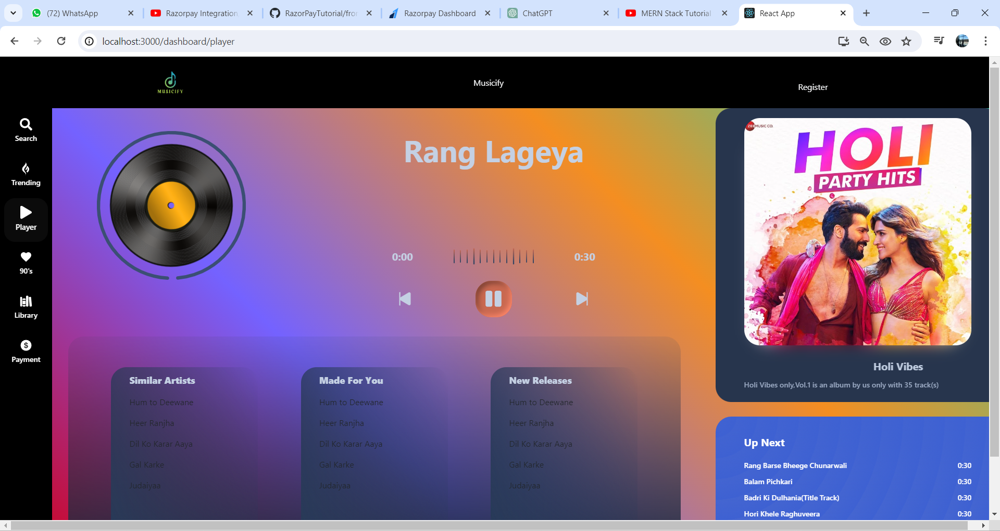 (72) WhatsApp
Razorpay Integration
RazorPayTutorial/fror
Razorpay Dashboard
ChatGPT
MERN Stack Tutorial
React App
localhost:3000/dashboard/player
MUSICIFY
Musicify
Register
Search
Trending
Player
90's
Library
Payment
Rang Lageya
0:00
0:30
ZEE MUSIC CO.
HOLI
PARTY HITS
Holi Vibes
Holi Vibes only,Vol.1 is an album by us only with 35 track(s)
Similar Artists
Hum to Deewane
Heer Ranjha
Dil Ko Karar Aaya
Gal Karke
Judaiyaa
Made For You
Hum to Deewane
Heer Ranjha
Dil Ko Karar Aaya
Gal Karke
Judaiyaa
New Releases
Hum to Deewane
Heer Ranjha
Dil Ko Karar Aaya
Gal Karke
Judaiyaa
Up Next
Rang Barse Bheege Chunarwali 0:30
Balam Pichkari 0:30
Badri Ki Dulhania(Title Track) 0:30
Hori Khele Raghuveera 0:30